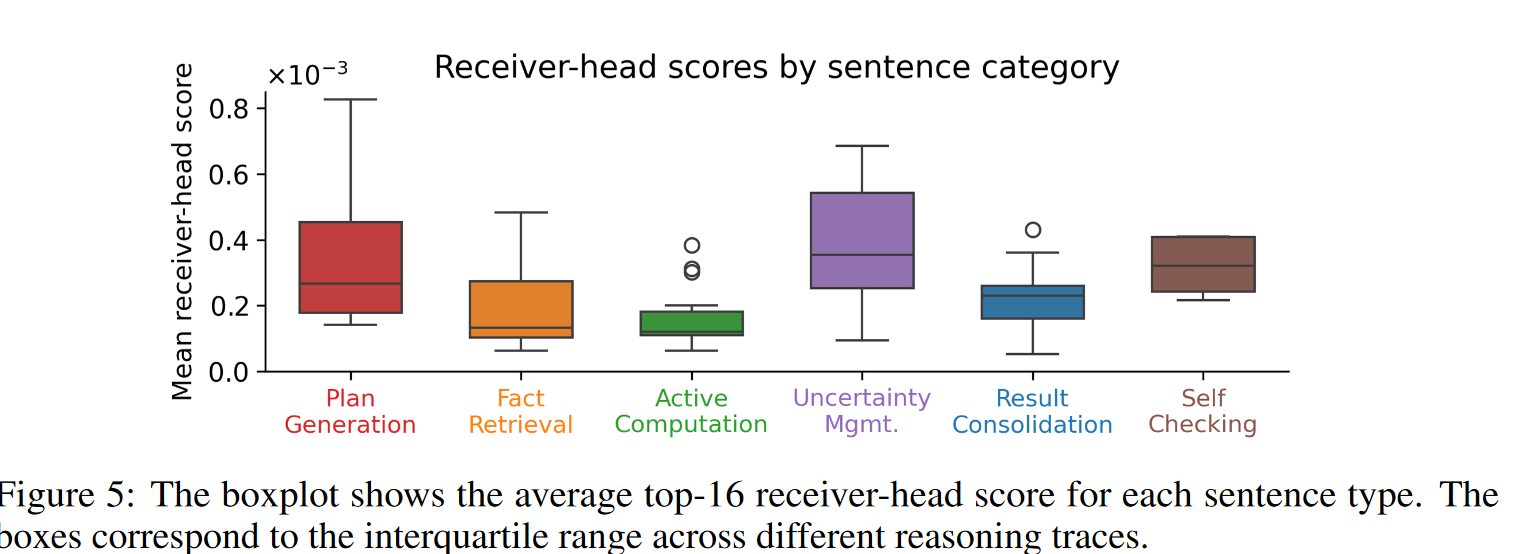 Receiver-head scores by sentence category
×10⁻³
Mean receiver-head score
0.8
0.6
0.4
0.2
0.0
Plan
Generation
Fact
Retrieval
Active
Computation
Uncertainty
Mgmt.
Result
Consolidation
Self
Checking
Figure 5: The boxplot shows the average top-16 receiver-head score for each sentence type. The
boxes correspond to the interquartile range across different reasoning traces.